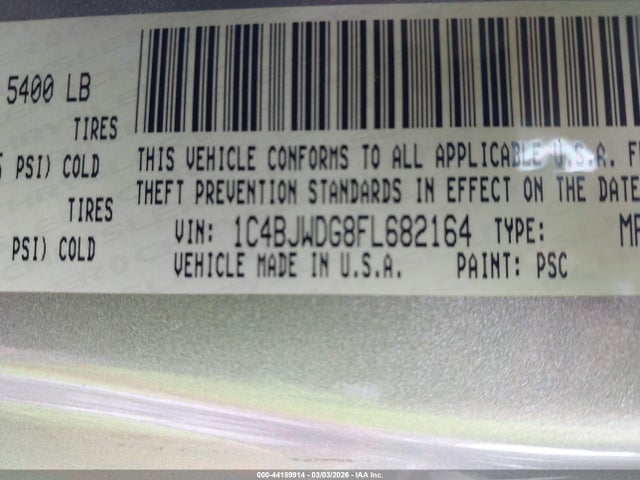 5400 LB
TIRES
PSI) COLD
TIRES
PSI) COLD
THIS VEHICLE CONFORMS TO ALL APPLICABLE U.S.A.
THEFT PREVENTION STANDARDS IN EFFECT ON THE DATE
VIN: 1C4BJWDG8FL682164 TYPE:
VEHICLE MADE IN U.S.A. PAINT: PSC
000-44189914 - 03/03/2026 - IAA Inc.